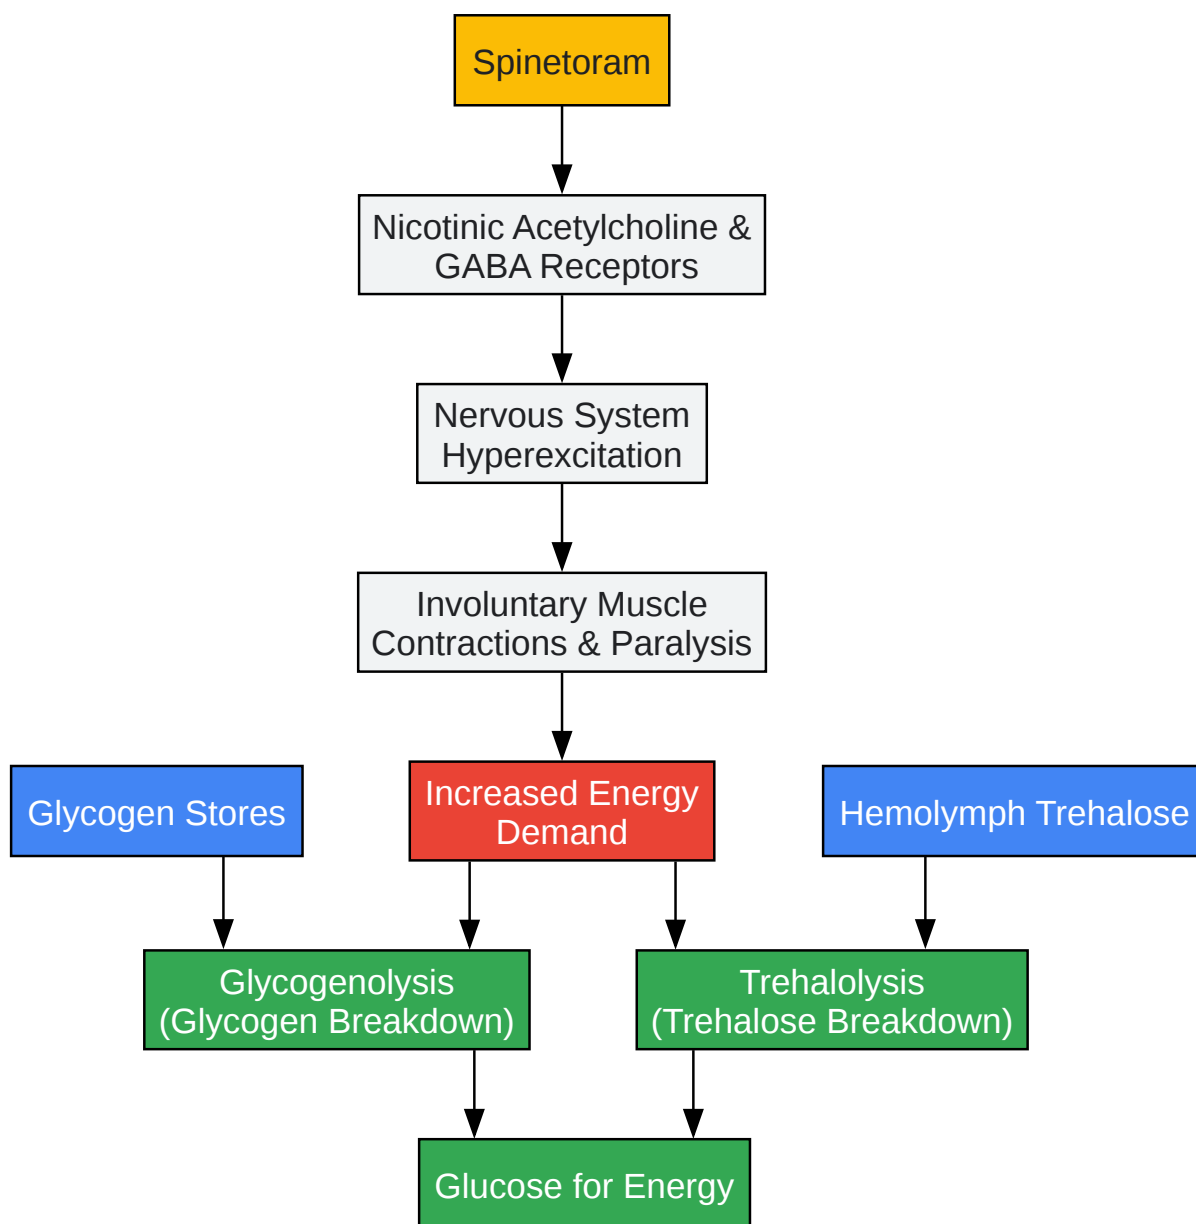 Spinetoram
Nicotinic Acetylcholine &
GABA Receptors
Nervous System
Hyperexcitation
Involuntary Muscle
Contractions & Paralysis
Glycogen Stores
Increased Energy
Demand
Hemolymph Trehalose
Glycogenolysis
(Glycogen Breakdown)
Trehalolysis
(Trehalose Breakdown)
Glucose for Energy